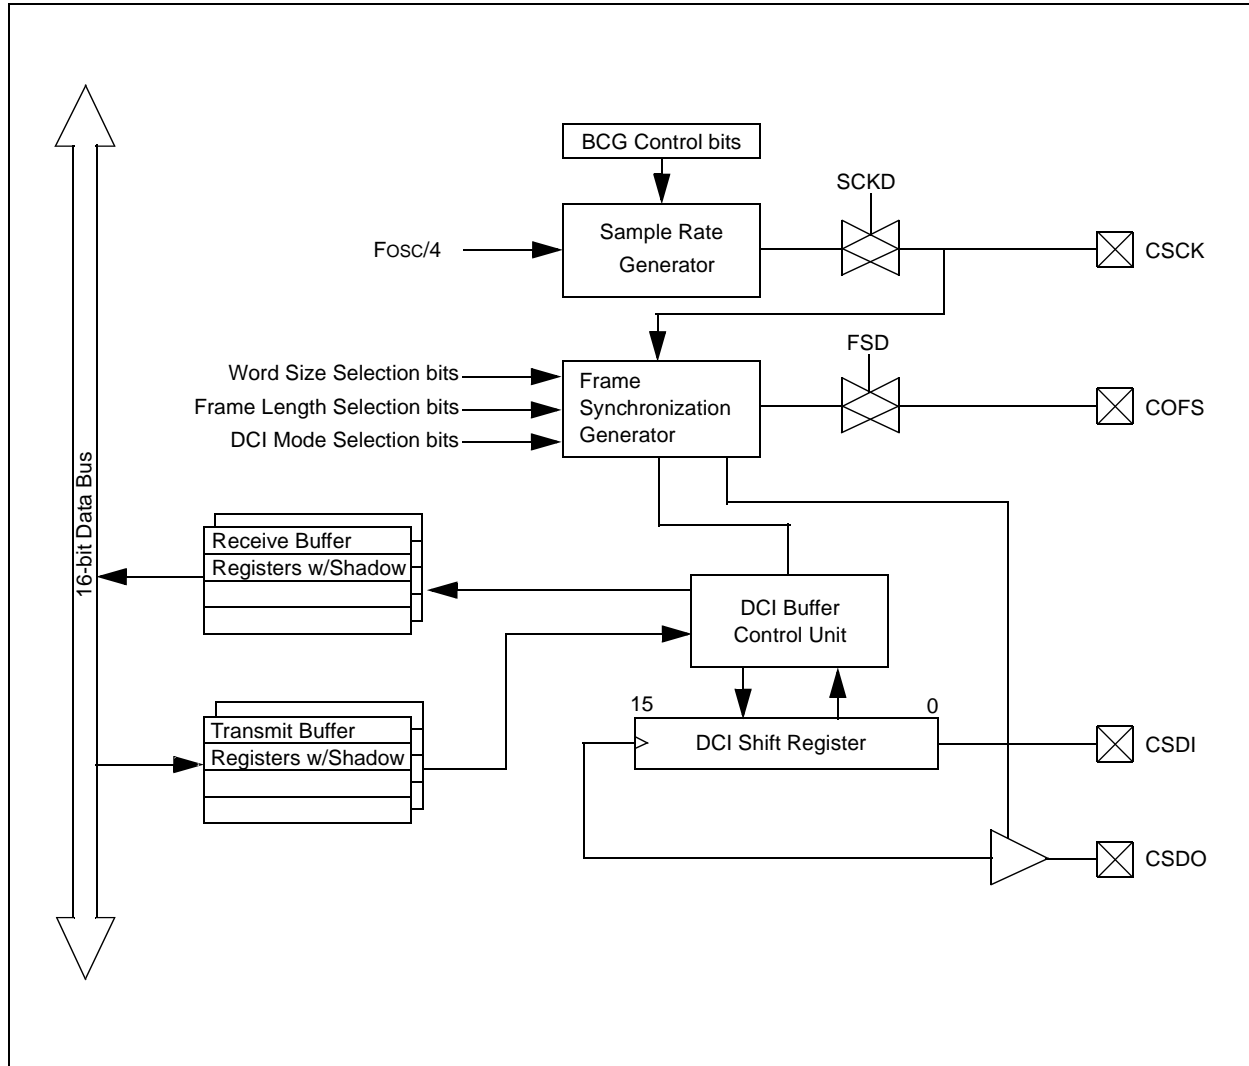 BCG Control bits
SCKD
Sample Rate
Generator
FOSC/4
CSCK
FSD
Word Size Selection bits
Frame Length Selection bits
DCI Mode Selection bits
Frame
Synchronization
Generator
COFS
16-bit Data Bus
Receive Buffer
Registers w/Shadow
DCI Buffer
Control Unit
15
0
Transmit Buffer
Registers w/Shadow
DCI Shift Register
CSDI
CSDO